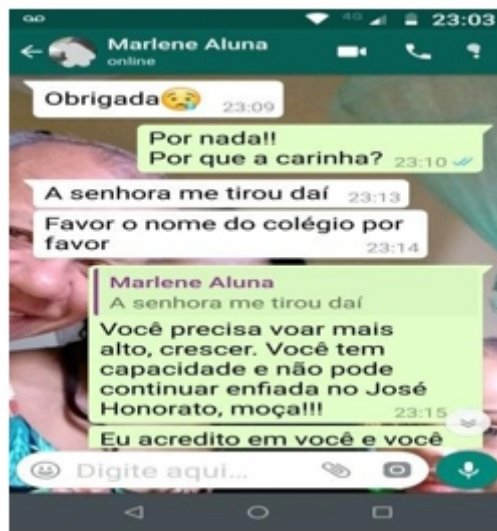 4G 23:03
Marlene Aluna
online
Obrigada😢 23:09
Por nada!!
Por que a carinha? 23:10
A senhora me tirou daí 23:13
Favor o nome do colégio por
favor 23:14
Marlene Aluna
A senhora me tirou daí
Você precisa voar mais
alto, crescer. Você tem
capacidade e não pode
continuar enfiada no José
Honorato, moça!!! 23:15
Eu acredito em você e você
Digite aqui...